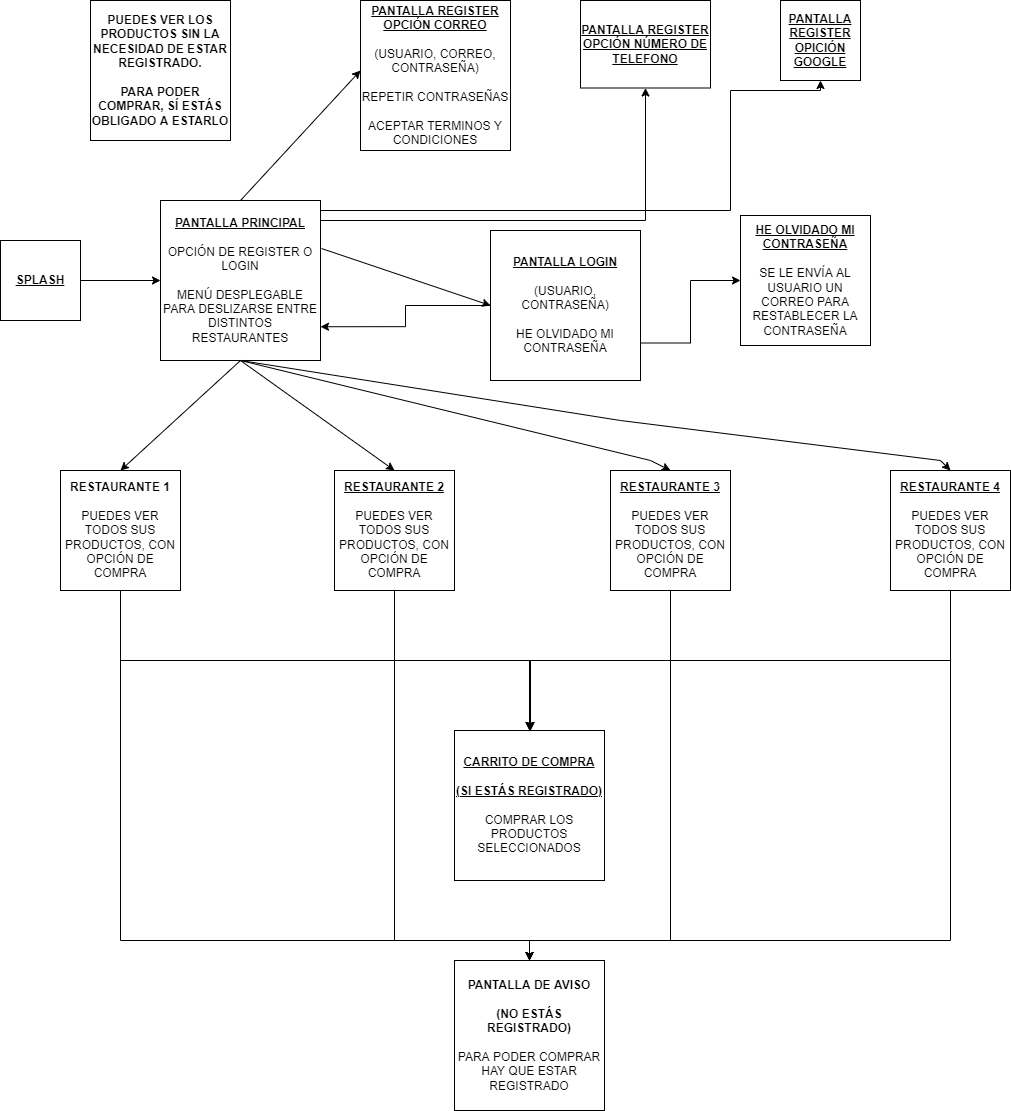 PUEDES VER LOS
PRODUCTOS SIN LA
NECESIDAD DE ESTAR
REGISTRADO.
PARA PODER
COMPRAR, SÍ ESTÁS
OBLIGADO A ESTARLO
PANTALLA REGISTER
OPCIÓN CORREO
(USUARIO, CORREO,
CONTRASEÑA)
REPETIR CONTRASEÑAS
ACEPTAR TERMINOS Y
CONDICIONES
PANTALLA REGISTER
OPCIÓN NÚMERO DE
TELEFONO
PANTALLA
REGISTER
OPICIÓN
GOOGLE
SPLASH
PANTALLA PRINCIPAL
OPCIÓN DE REGISTER O
LOGIN
MENÚ DESPLEGABLE
PARA DESLIZARSE ENTRE
DISTINTOS
RESTAURANTES
PANTALLA LOGIN
(USUARIO,
CONTRASEÑA)
HE OLVIDADO MI
CONTRASEÑA
HE OLVIDADO MI
CONTRASEÑA
SE LE ENVÍA AL
USUARIO UN
CORREO PARA
RESTABLECER LA
CONTRASEÑA
RESTAURANTE 1
PUEDES VER
TODOS SUS
PRODUCTOS, CON
OPCIÓN DE
COMPRA
RESTAURANTE 2
PUEDES VER
TODOS SUS
PRODUCTOS, CON
OPCIÓN DE
COMPRA
RESTAURANTE 3
PUEDES VER
TODOS SUS
PRODUCTOS, CON
OPCIÓN DE
COMPRA
RESTAURANTE 4
PUEDES VER
TODOS SUS
PRODUCTOS, CON
OPCIÓN DE
COMPRA
CARRITO DE COMPRA
(SI ESTÁS REGISTRADO)
COMPRAR LOS
PRODUCTOS
SELECCIONADOS
PANTALLA DE AVISO
(NO ESTÁS
REGISTRADO)
PARA PODER COMPRAR
HAY QUE ESTAR
REGISTRADO